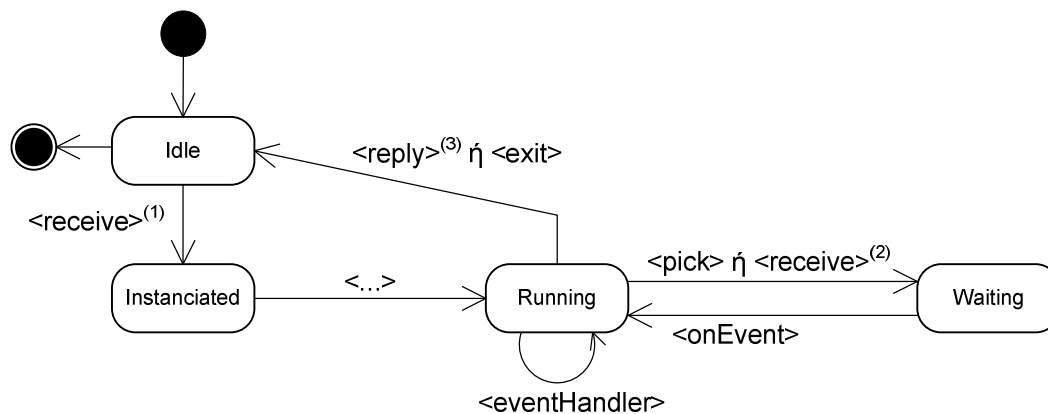 Idle
<reply>(3) ή <exit>
<receive>(1)
Instanciated
<...>
Running
<pick> ή <receive>(2)
Waiting
<onEvent>
<eventHandler>